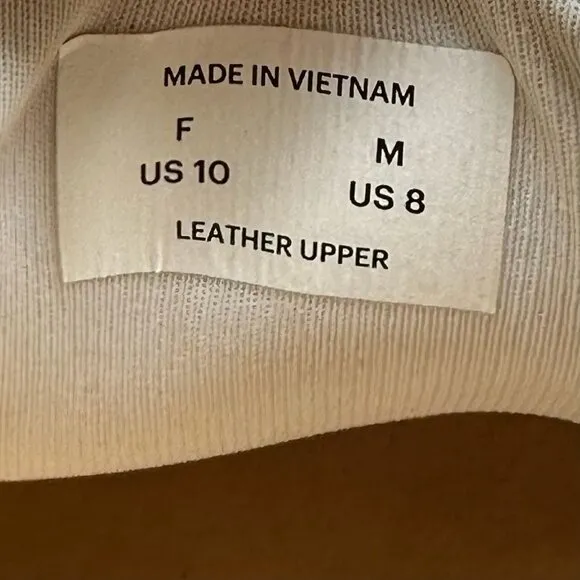 MADE IN VIETNAM
F M
US 10 US 8
LEATHER UPPER